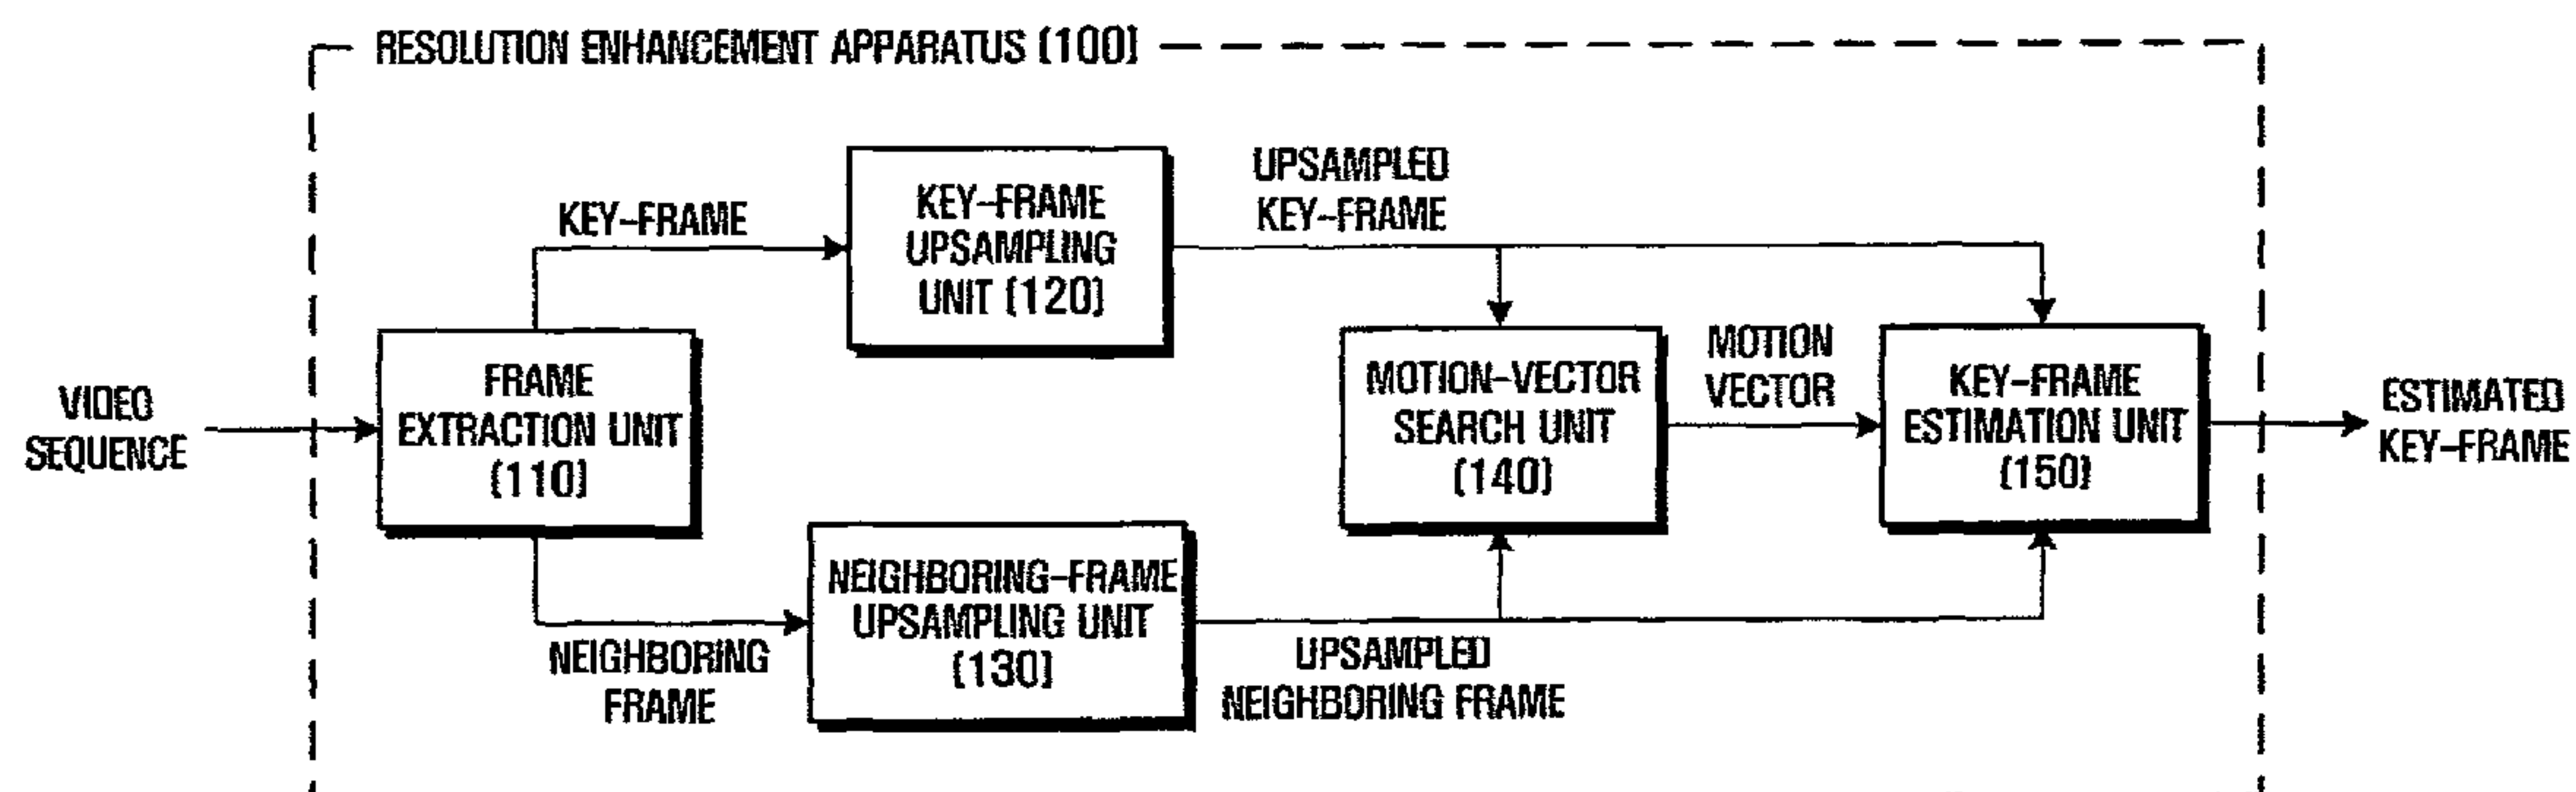 RESOLUTION ENHANCEMENT APPARATUS (100)
VIDEO
SEQUENCE
FRAME
EXTRACTION UNIT
(110)
KEY-FRAME
KEY-FRAME
UPSAMPLING
UNIT (120)
UPSAMPLED
KEY-FRAME
NEIGHBORING
FRAME
NEIGHBORING-FRAME
UPSAMPLING UNIT
(130)
UPSAMPLED
NEIGHBORING FRAME
MOTION-VECTOR
SEARCH UNIT
(140)
MOTION
VECTOR
KEY-FRAME
ESTIMATION UNIT
(150)
ESTIMATED
KEY-FRAME